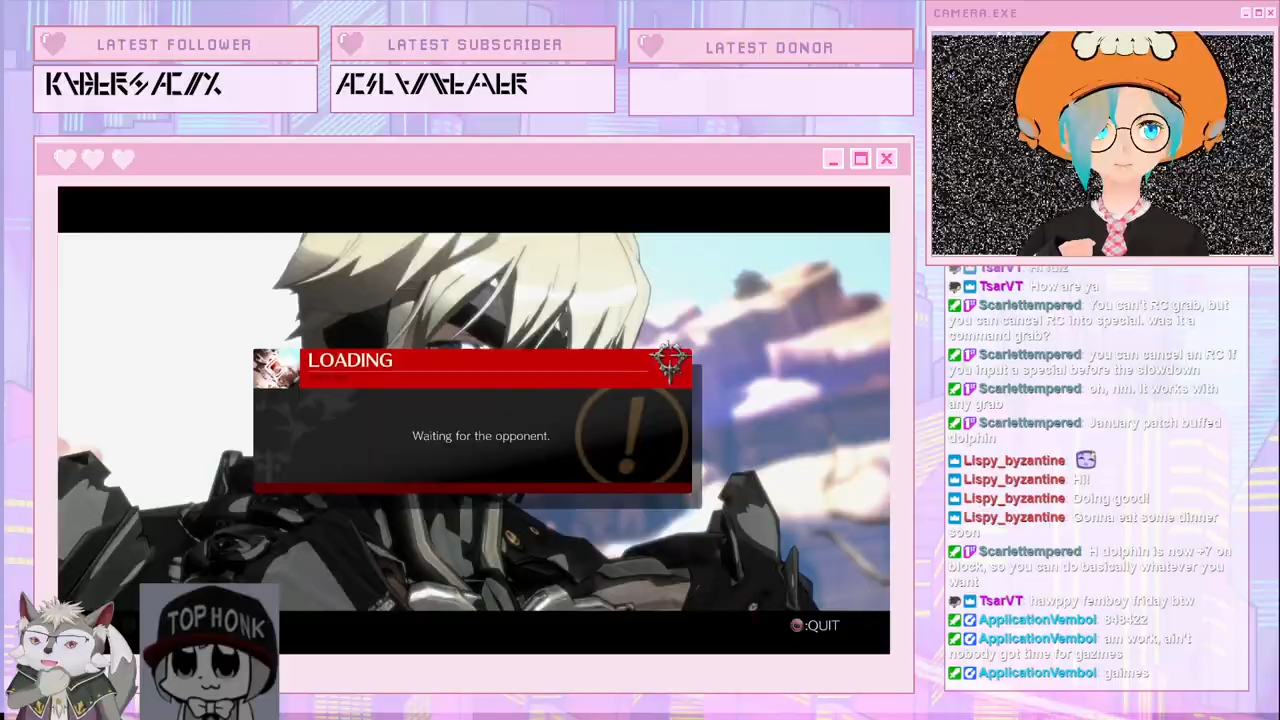 LATEST FOLLOWER
LATEST SUBSCRIBER
LATEST DONOR
CAMERA.EXE
LOADING
Waiting for the opponent.
:QUIT
TOP HONK
TsarVT: Hi
TsarVT: How are ya
Scarlettempered: You can't RC grab, but
you can cancel RC into special. was it a
command grab?
Scarlettempered: you can cancel an RC if
you input a special before the slowdown
Scarlettempered: oh, nm. It works with
any grab
Scarlettempered: January patch buffed
dolphin
Lispy_byzantine:
Lispy_byzantine: Hi!
Lispy_byzantine: Doing good!
Lispy_byzantine: Gonna eat some dinner
soon
Scarlettempered: H dolphin is now +7 on
block, so you can do basically whatever you
want
TsarVT: hawppy femboy friday btw
ApplicationVembol: 848422
ApplicationVembol: am work, ain't
nobody got time for gazmes
ApplicationVembol: gaimes